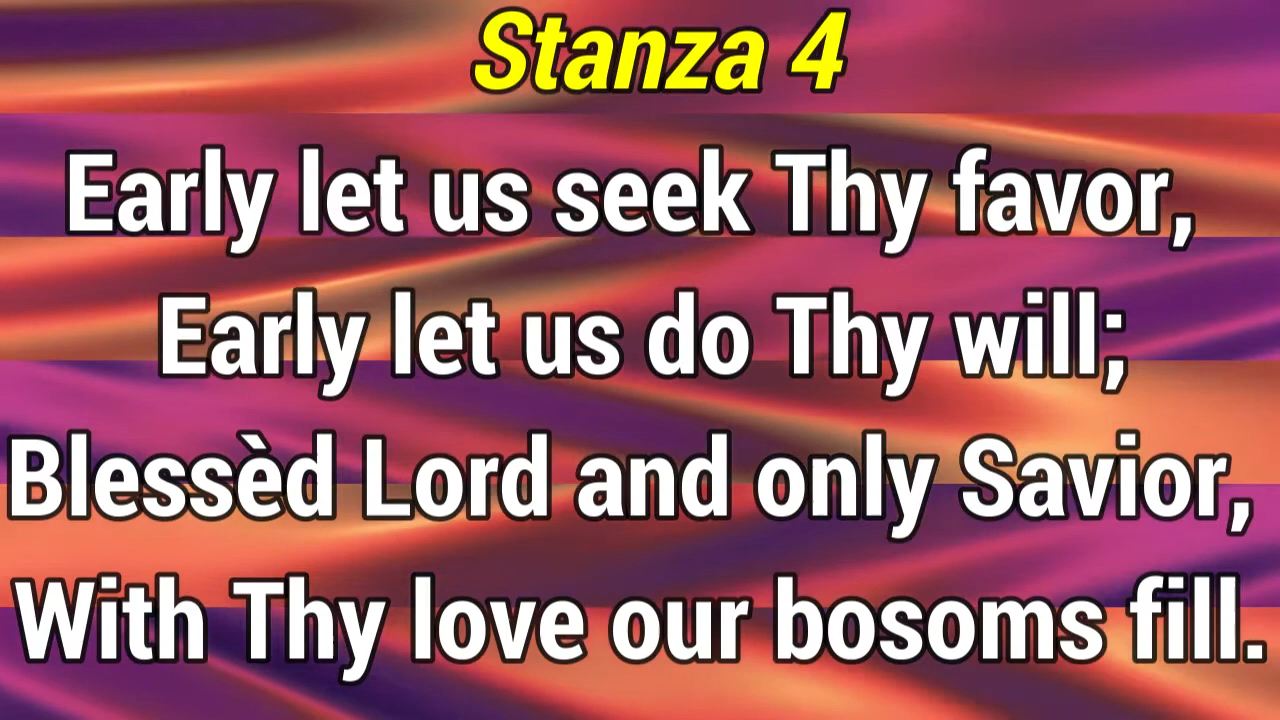 Stanza 4
Early let us seek Thy favor,
Early let us do Thy will;
Blessèd Lord and only Savior,
With Thy love our bosoms fill.